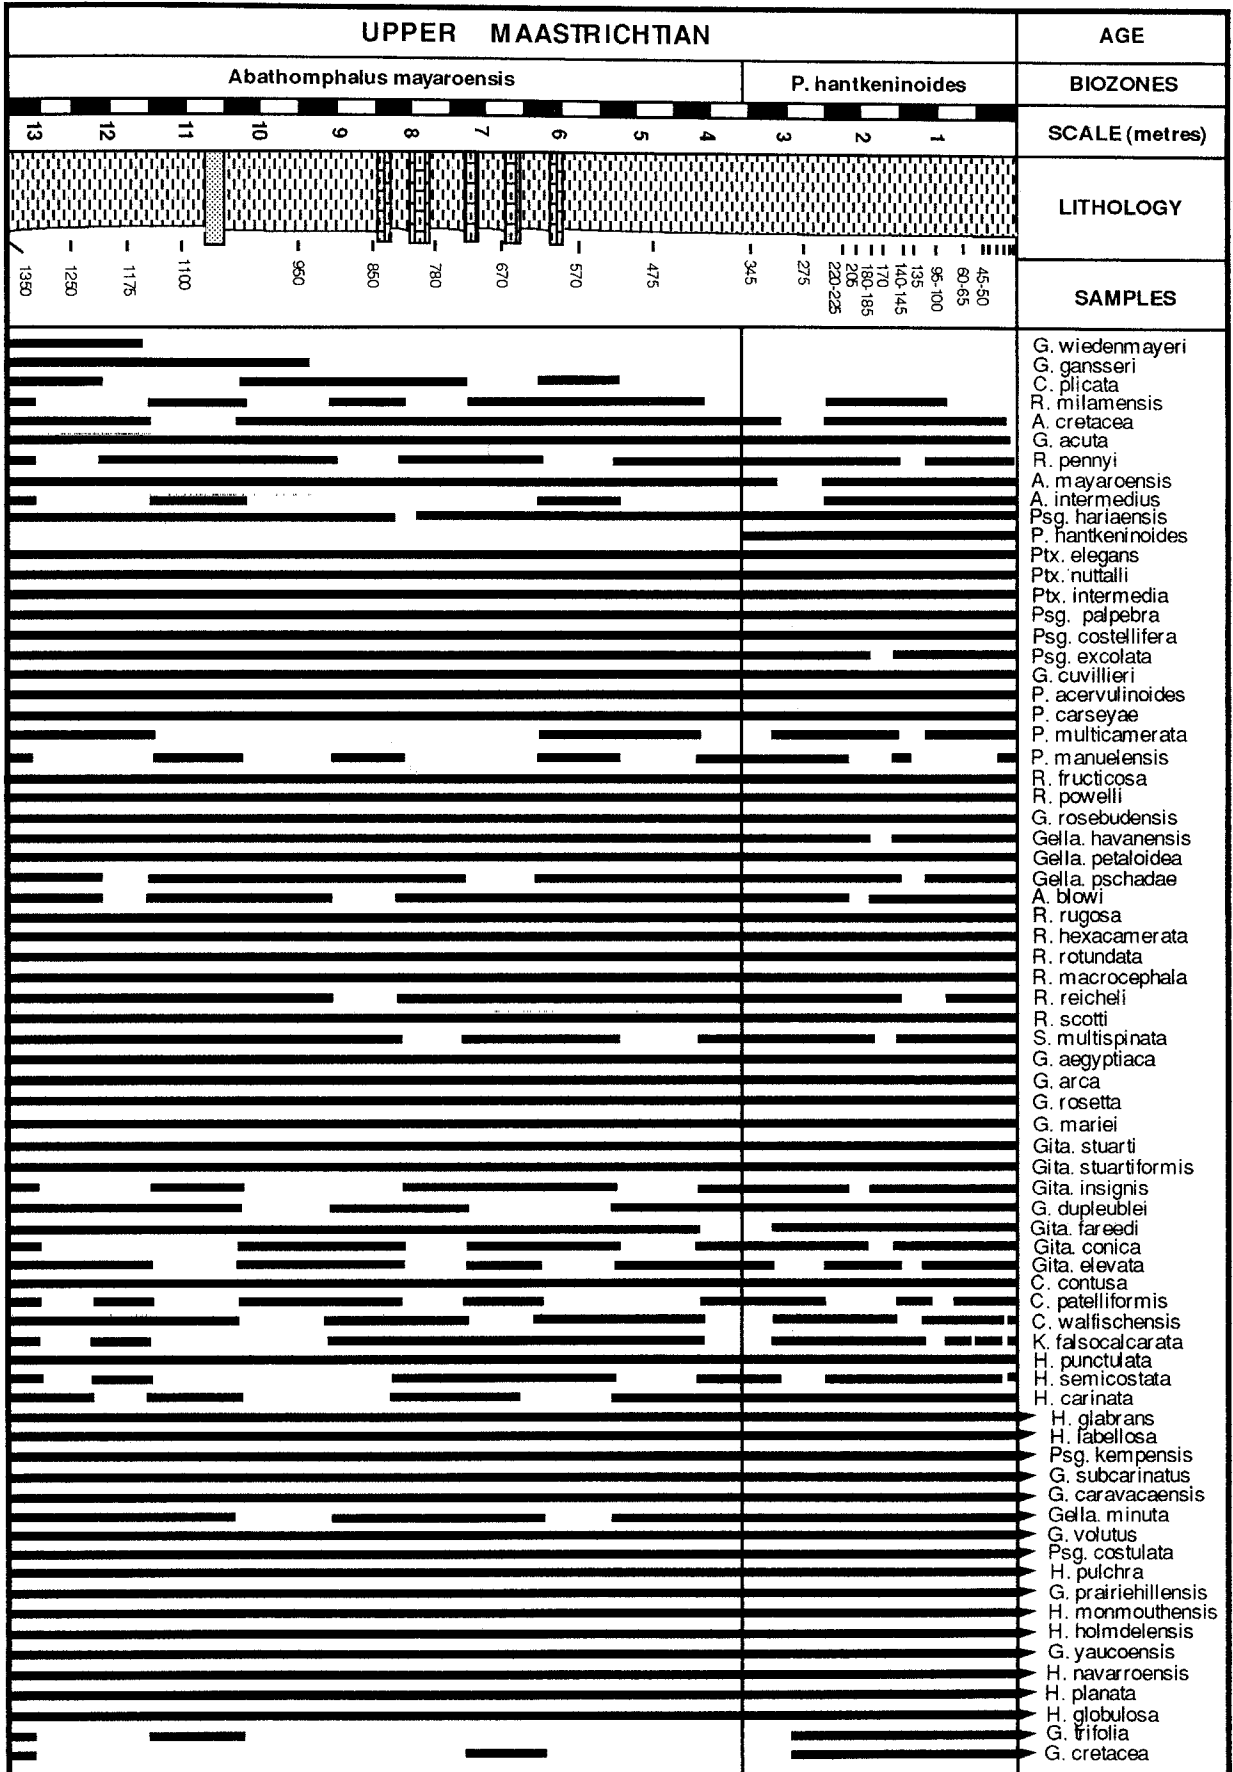 UPPER MAASTRICHTIAN AGE
Abathomphalus mayaroensis P. hantkeninoides BIOZONES
13 12 11 10 9 8 7 6 5 4 3 2 1 SCALE (metres)
LITHOLOGY
1350 1250 1175 1100 950 850 780 670 570 475 345 275 220-225 205 180-185 170 140-145 135 95-100 60-65 45-50 SAMPLES
G. wiedenmayeri
G. gansseri
C. plicata
R. milamensis
A. cretacea
G. acuta
R. pennyi
A. mayaroensis
A. intermedius
Psg. hariaensis
P. hantkeninoides
Ptx. elegans
Ptx. nuttalli
Ptx. intermedia
Psg. palpebra
Psg. costellifera
Psg. excolata
G. cuvillieri
P. acervulinoides
P. carseyae
P. multicamerata
P. manuelensis
R. fructicosa
R. powelli
G. rosebudensis
Gella. havanensis
Gella. petaloidea
Gella. pschadae
A. blowi
R. rugosa
R. hexacamerata
R. rotundata
R. macrocephala
R. reicheli
R. scotti
S. multispinata
G. aegyptiaca
G. arca
G. rosetta
G. mariei
Gita. stuarti
Gita. stuartiformis
Gita. insignis
G. dupleublei
Gita. fareedi
Gita. conica
Gita. elevata
C. contusa
C. patelliformis
C. walfischensis
K. falsocalcarata
H. punctulata
H. semicostata
H. carinata
H. glabrans
H. labellosa
Psg. kempensis
G. subcarinatus
G. caravacaensis
Gella. minuta
G. volutus
Psg. costulata
H. pulchra
G. prairiehillensis
H. monmouthensis
H. holmdelensis
G. yaucoensis
H. navarroensis
H. planata
H. globulosa
G. trifolia
G. cretacea